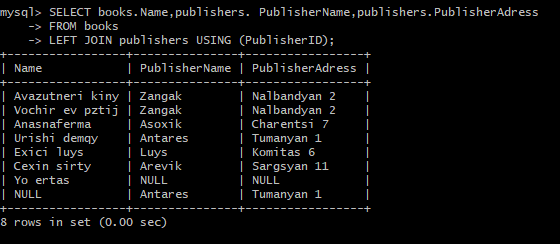 mysql> SELECT books.Name,publishers. PublisherName,publishers.PublisherAdress
    -> FROM books
    -> LEFT JOIN publishers USING (PublisherID);
+-----------------+---------------+-----------------+
| Name            | PublisherName | PublisherAdress |
+-----------------+---------------+-----------------+
| Avazutneri kiny | Zangak        | Nalbandyan 2    |
| Vochir ev pztij | Zangak        | Nalbandyan 2    |
| Anasnaferma     | Asoxik        | Charentsi 7     |
| Urishi demqy    | Antares       | Tumanyan 1      |
| Exici luys      | Luys          | Komitas 6       |
| Cexin sirty     | Arevik        | Sargsyan 11     |
| Yo ertas        | NULL          | NULL            |
| NULL            | Antares       | Tumanyan 1      |
+-----------------+---------------+-----------------+
8 rows in set (0.00 sec)